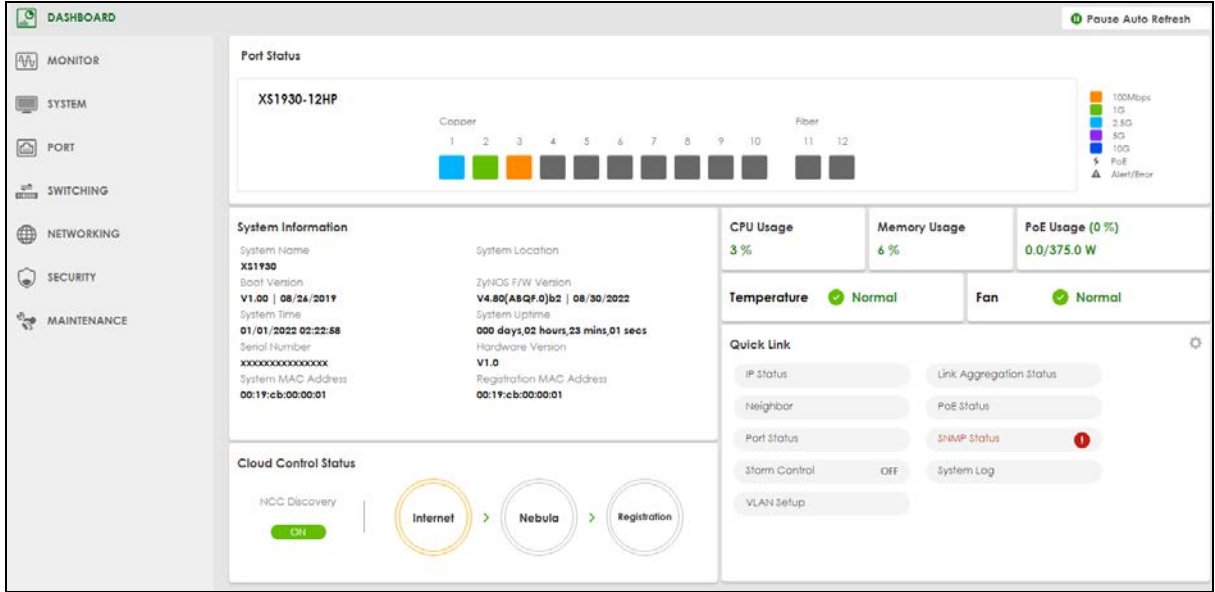 DASHBOARD
Pause Auto Refresh
MONITOR
SYSTEM
PORT
SWITCHING
NETWORKING
SECURITY
MAINTENANCE
Port Status
XS1930-12HP
Copper
Fiber
1 2 3 4 5 6 7 8 9 10 11 12
100Mbps
1G
2.5G
5G
10G
PoE
Alert/Error
System Information
System Name
System Location
XS1930
Boot Version
ZyNOS F/W Version
V1.00 | 08/26/2019
V4.80(ABQF.0)b2 | 08/30/2022
System Time
System Uptime
01/01/2022 02:22:58
000 days,02 hours,23 mins,01 secs
Serial Number
Hardware Version
xxxxxxxxxxxxxx
V1.0
System MAC Address
Registration MAC Address
00:19:cb:00:00:01
00:19:cb:00:00:01
Cloud Control Status
NCC Discovery
ON
Internet
Nebula
Registration
CPU Usage
3 %
Memory Usage
6 %
PoE Usage (0 %)
0.0/375.0 W
Temperature
Normal
Fan
Normal
Quick Link
IP Status
Link Aggregation Status
Neighbor
PoE Status
Port Status
SNMP Status
Storm Control
OFF
System Log
VLAN Setup